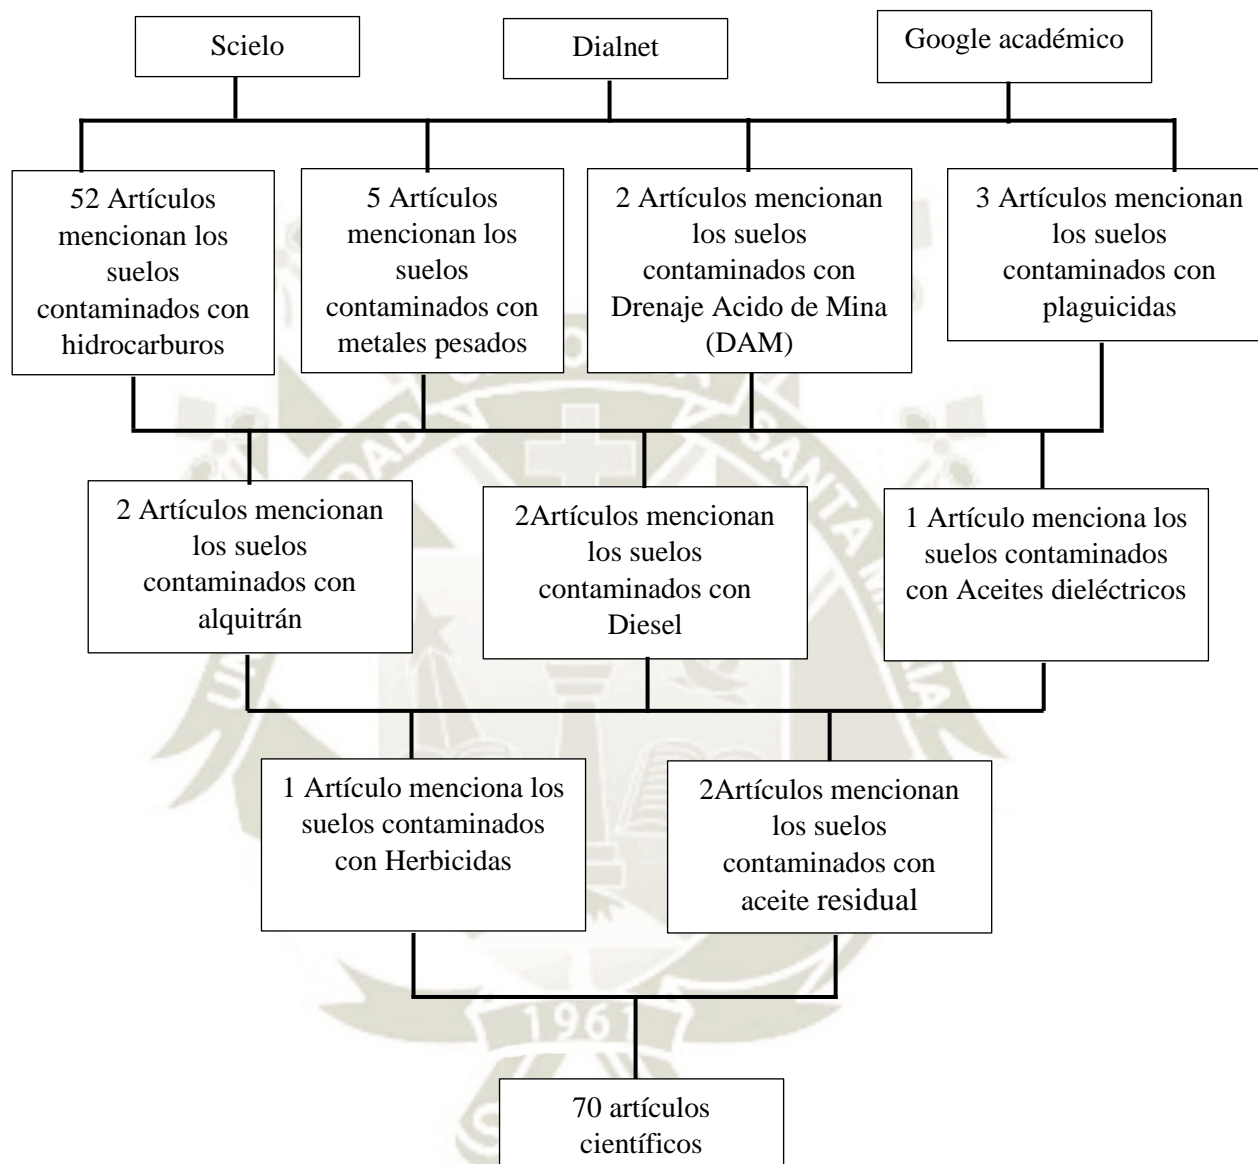 Scielo
Dialnet
Google académico
52 Artículos
mencionan los
suelos
contaminados con
hidrocarburos
5 Artículos
mencionan los
suelos
contaminados con
metales pesados
2 Artículos mencionan
los suelos
contaminados con
Drenaje Acido de Mina
(DAM)
3 Artículos mencionan
los suelos
contaminados con
plaguicidas
2 Artículos mencionan
los suelos
contaminados con
alquitrán
2Artículos mencionan
los suelos
contaminados con
Diesel
1 Artículo menciona los
suelos contaminados
con Aceites dieléctricos
1 Artículo menciona los
suelos contaminados
con Herbicidas
2Artículos mencionan
los suelos
contaminados con
aceite residual
1961
70 artículos
científicos